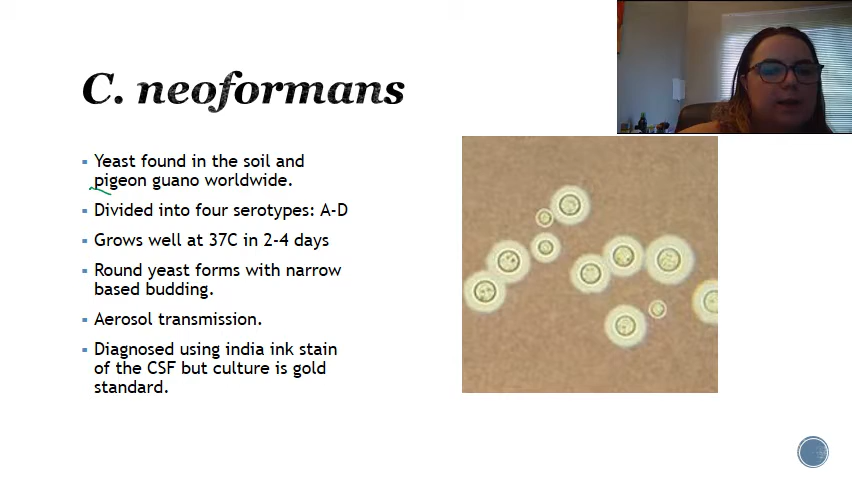 C. neoformans
Yeast found in the soil and
pigeon guano worldwide.
Divided into four serotypes: A-D
Grows well at 37C in 2-4 days
Round yeast forms with narrow
based budding.
Aerosol transmission.
Diagnosed using india ink stain
of the CSF but culture is gold
standard.